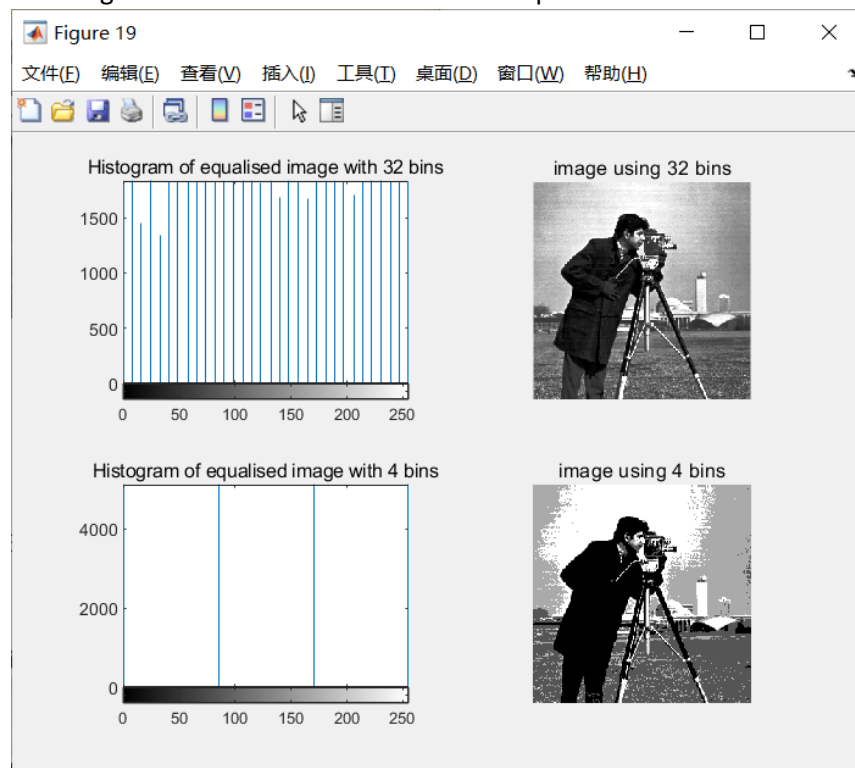 Figure 19
文件(F) 编辑(E) 查看(V) 插入(I) 工具(T) 桌面(D) 窗口(W) 帮助(H)
Histogram of equalised image with 32 bins
1500
1000
500
0
0 50 100 150 200 250
image using 32 bins
Histogram of equalised image with 4 bins
4000
2000
0
0 50 100 150 200 250
image using 4 bins